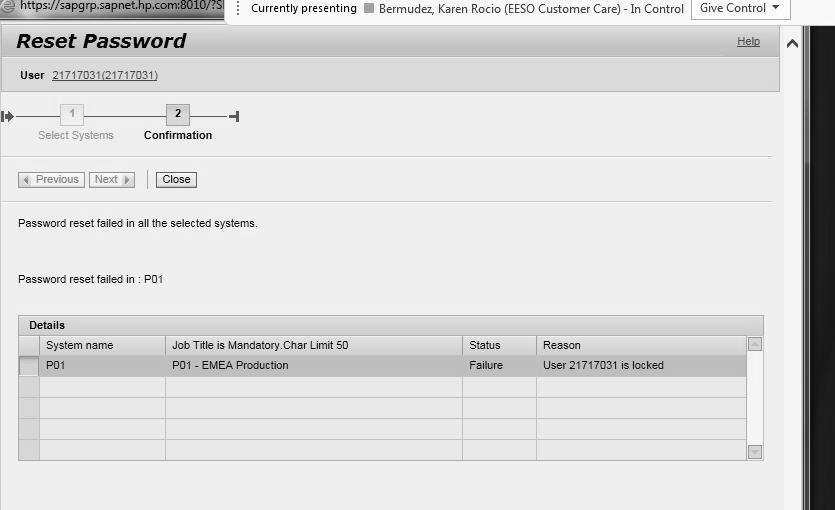 https://sapgrp.sapnet.hp.com:8010/?S
Currently presenting Bermudez, Karen Rocio (EESO Customer Care) - In Control Give Control
Reset Password Help
User 21717031(21717031)
1 2
Select Systems Confirmation
Previous Next Close
Password reset failed in all the selected systems.
Password reset failed in : P01
Details
System name Job Title is Mandatory.Char Limit 50 Status Reason
P01 P01 - EMEA Production Failure User 21717031 is locked